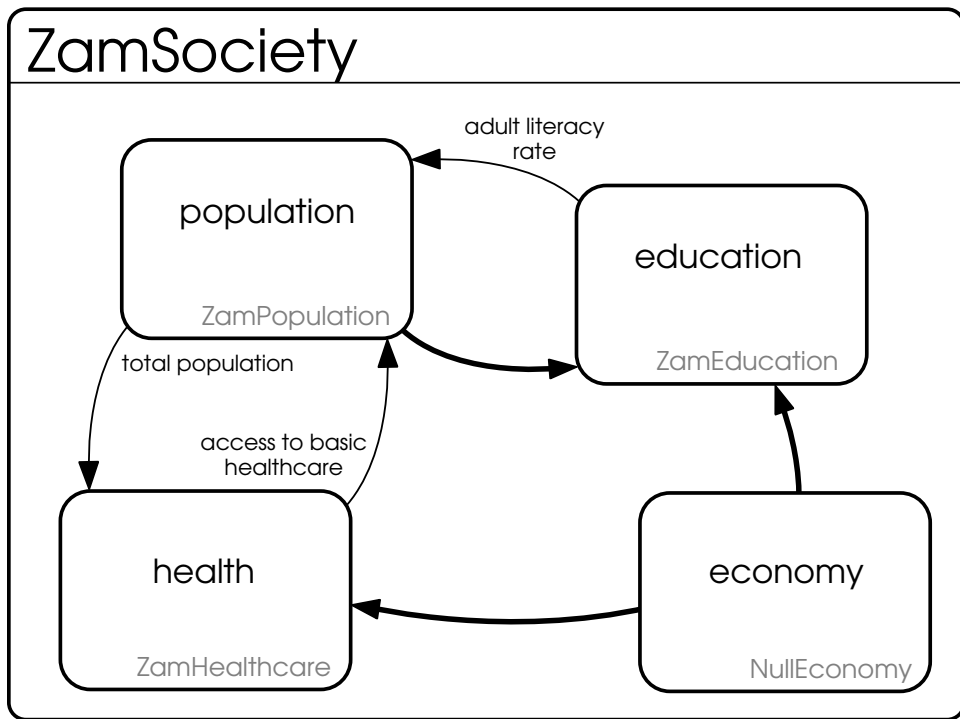 ZamSociety
adult literacy
rate
population
ZamPopulation
education
ZamEducation
total population
access to basic
healthcare
health
ZamHealthcare
economy
NullEconomy